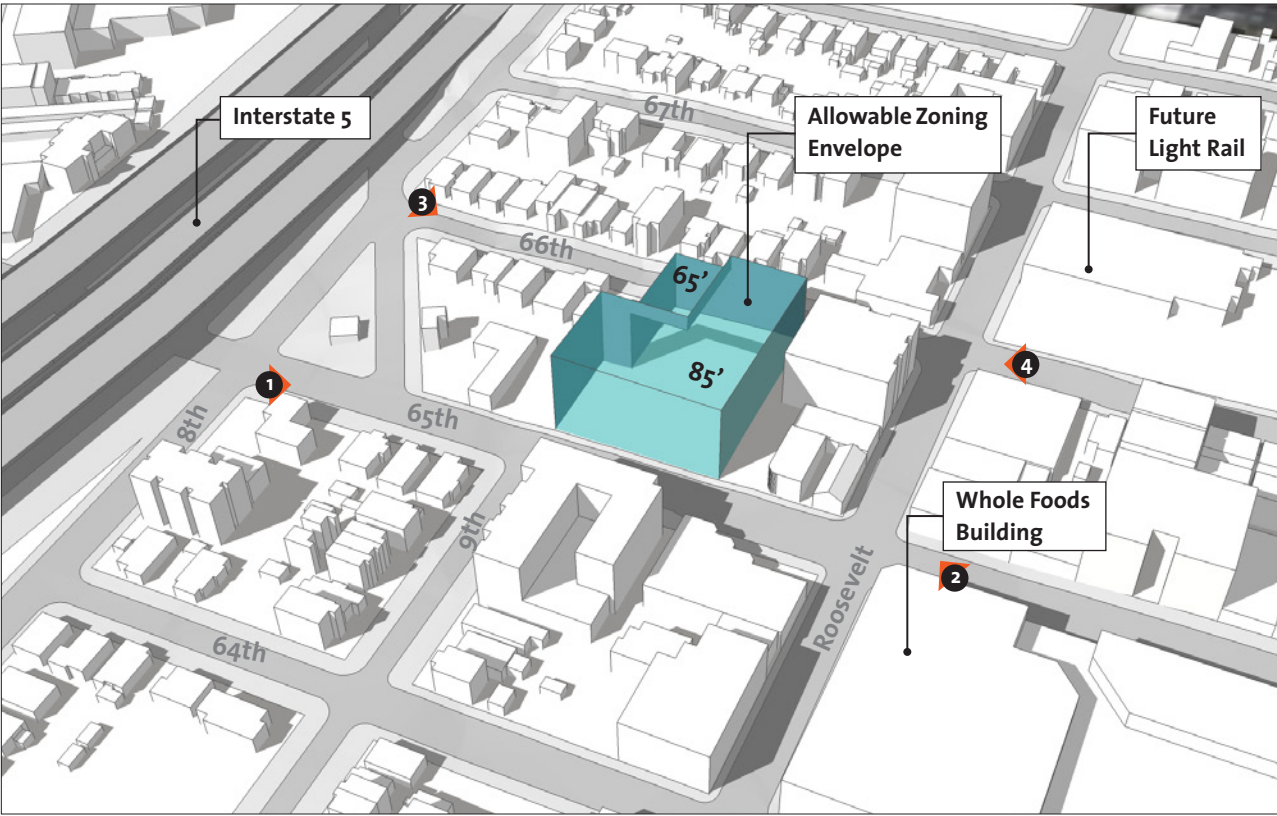 67th
Interstate 5
Allowable Zoning
Envelope
Future
Light Rail
3
66th
65’
4
85’
1
65th
8th
Whole Foods
Building
9th
2
Roosevelt
64th